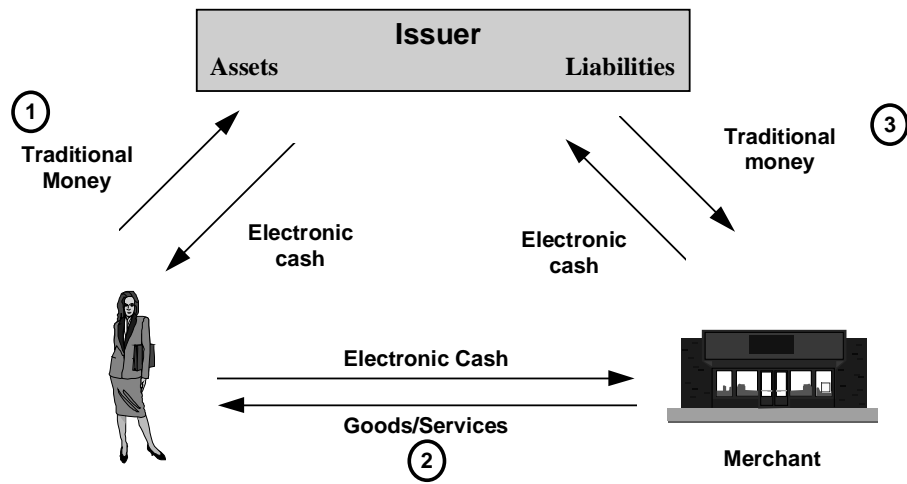 Issuer
Assets Liabilities
1
Traditional
Money
Electronic
cash
3
Traditional
money
Electronic
cash
Electronic Cash
Goods/Services
2
Merchant